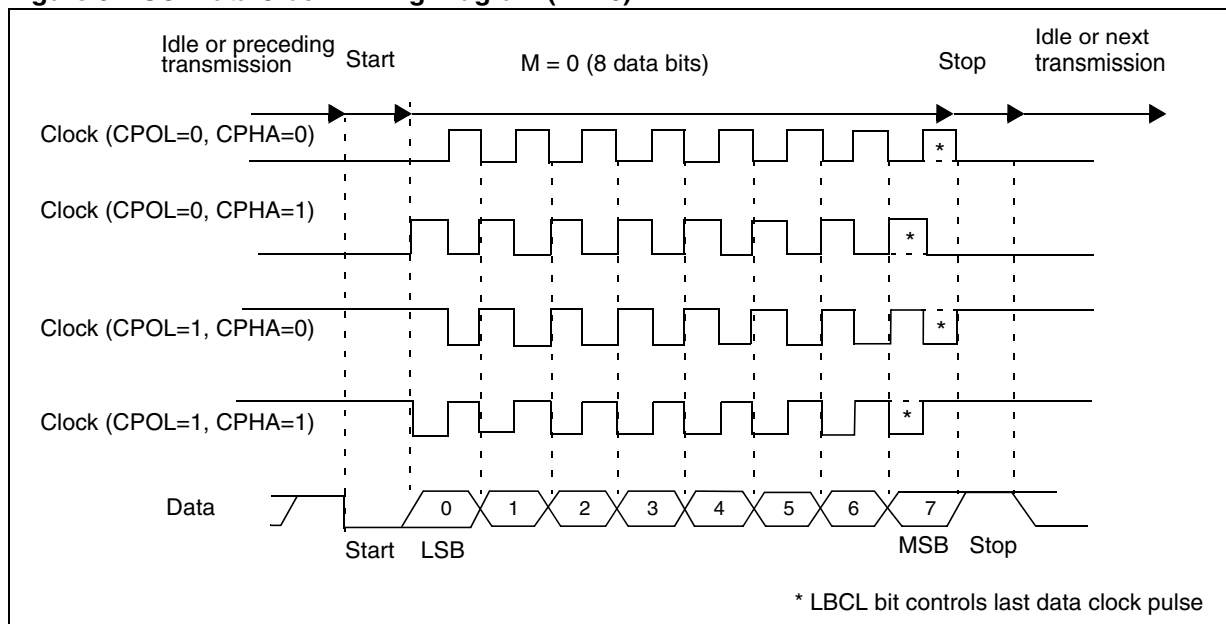 Idle or preceding
transmission
Start
M = 0 (8 data bits)
Stop
Idle or next
transmission
Clock (CPOL=0, CPHA=0)
*
Clock (CPOL=0, CPHA=1)
*
Clock (CPOL=1, CPHA=0)
*
Clock (CPOL=1, CPHA=1)
*
Data
0 1 2 3 4 5 6 7
Start LSB MSB Stop
* LBCL bit controls last data clock pulse